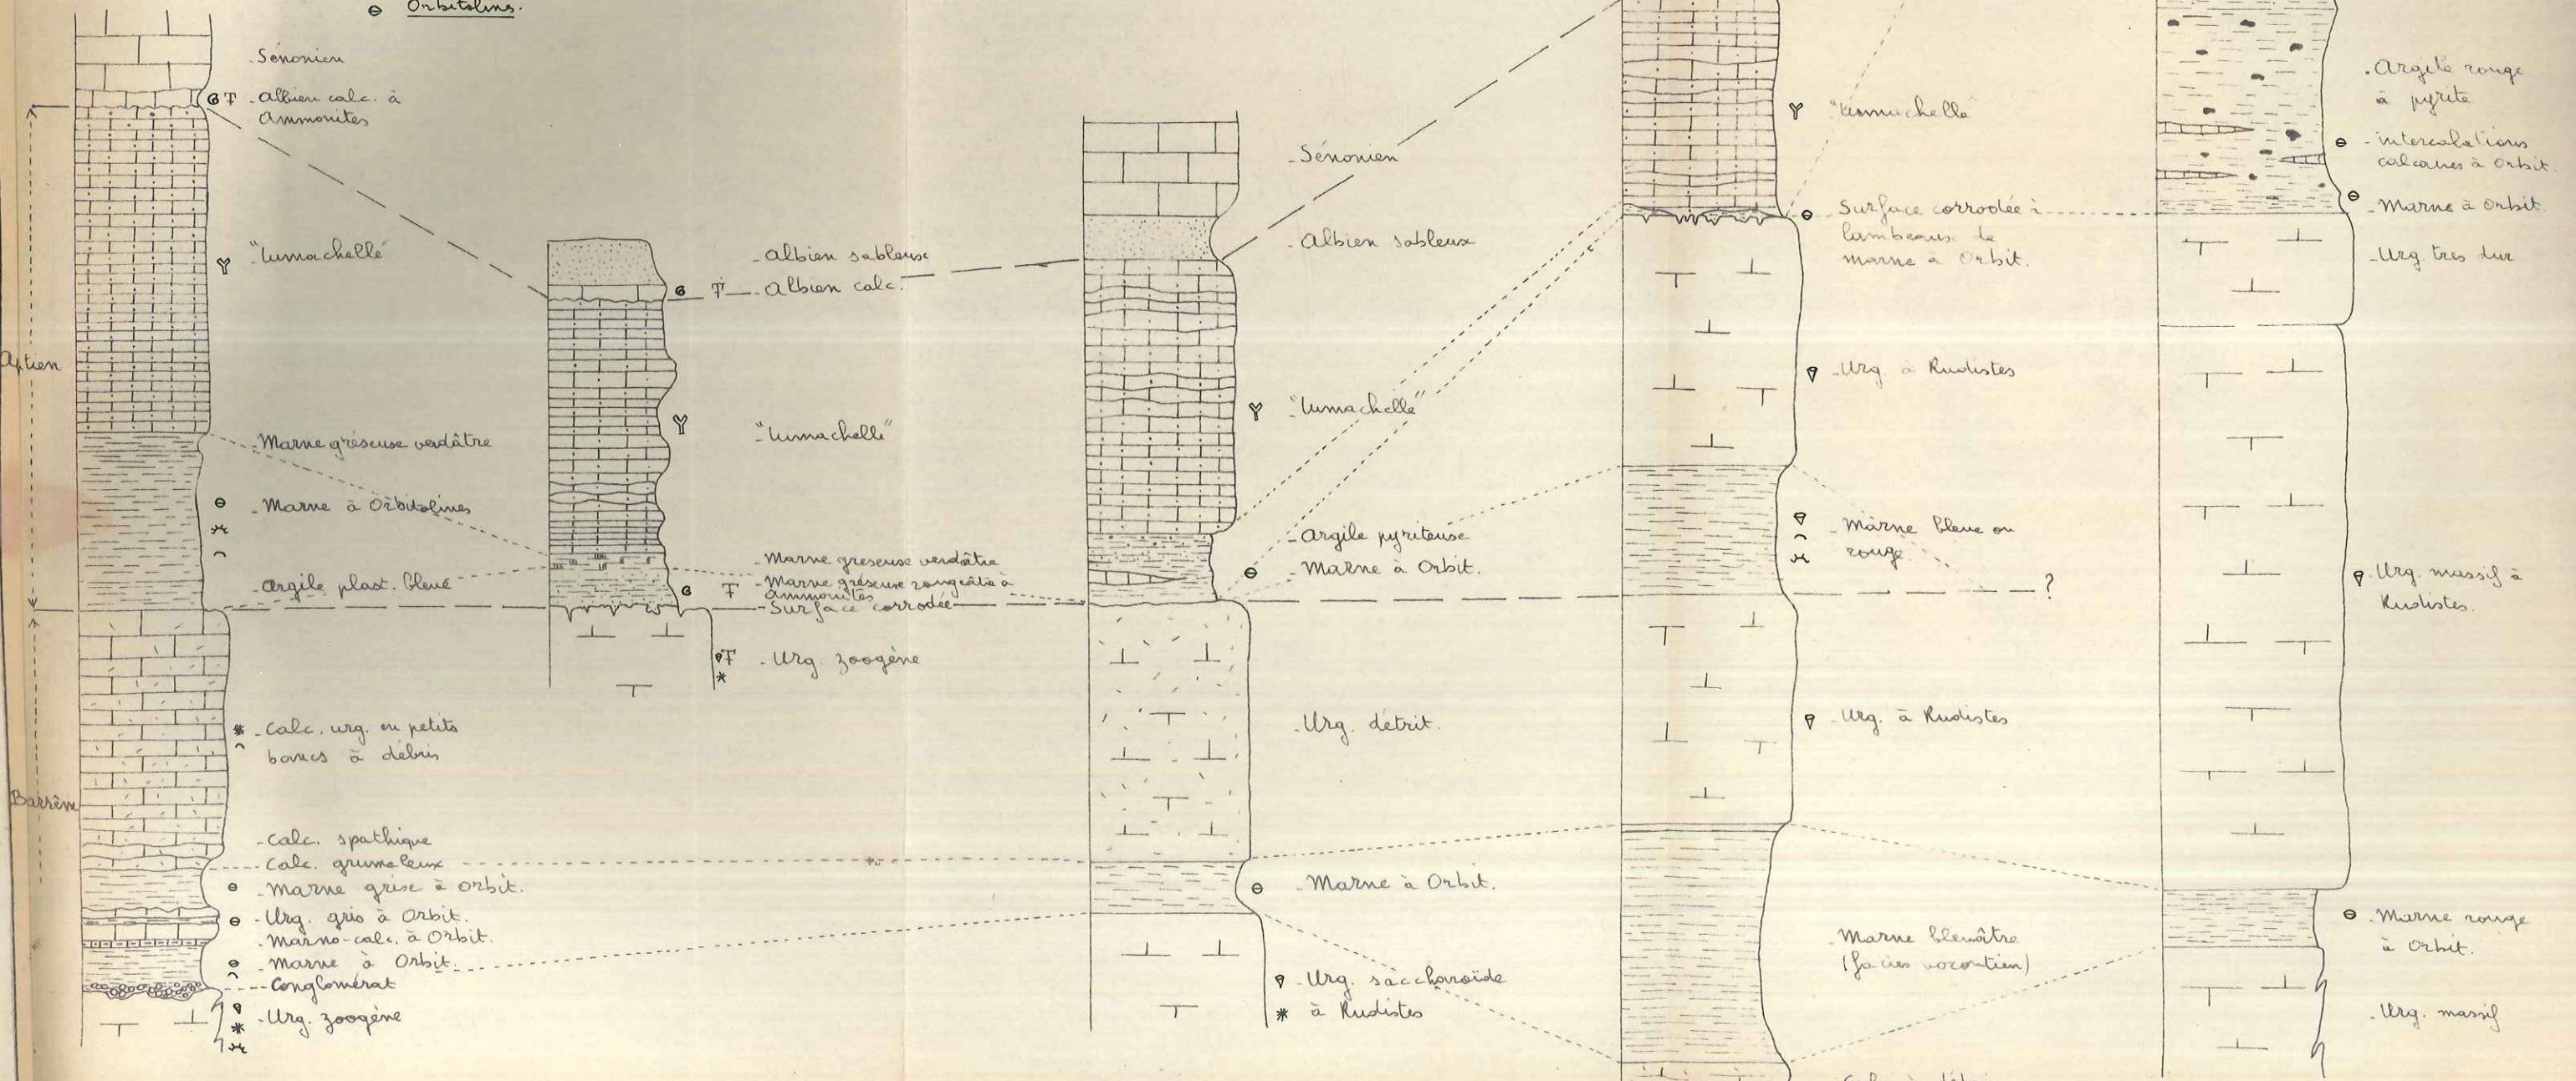 Orbitolins.
Sénonien
Albien calc. à
Ammonites
Aptien
"Lumachelle"
Marne gréseuse verdâtre
Marne à Orbitolines
Argile plast. bleue
Barrêm
Calc. urg. en petits
bancs à débris
Calc. spathique
Calc. grumeleux
Marne grise à Orbit.
Urg. gris à Orbit.
Marno-calc. à Orbit.
Marne à Orbit.
Conglomérat
Urg. zoogène
Albien sableux
Albien calc.
"Lumachelle"
Marne greseuse verdâtre
Marne gréseuse rougeâtre à
Ammonites
Surface corrodée
Urg. zoogène
Sénonien
Albien sableux
"Lumachelle"
Argile pyriteuse
Marne à Orbit.
Urg. détrit.
Marne à Orbit.
Urg. saccharoïde
à Rudistes
"Lumachelle"
Surface corrodée à
lambeaux de
marne à Orbit.
Urg. à Rudistes
Marne bleue ou
rouge
?
Urg. à Rudistes
Marne bleuâtre
(faciès vocontien)
Argile rouge
à pyrite
intercalations
calcaires à Orbit.
Marne à Orbit.
Urg. très dur
Urg. massif à
Rudistes.
Marne rouge
à Orbit.
Urg. massif